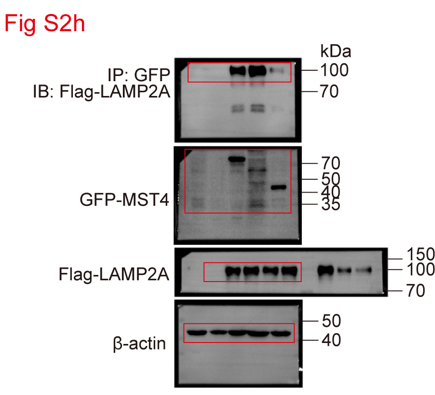 Fig S2h
kDa
IP: GFP
IB: Flag-LAMP2A
100
70
GFP-MST4
70
50
40
35
Flag-LAMP2A
150
100
70
β-actin
50
40